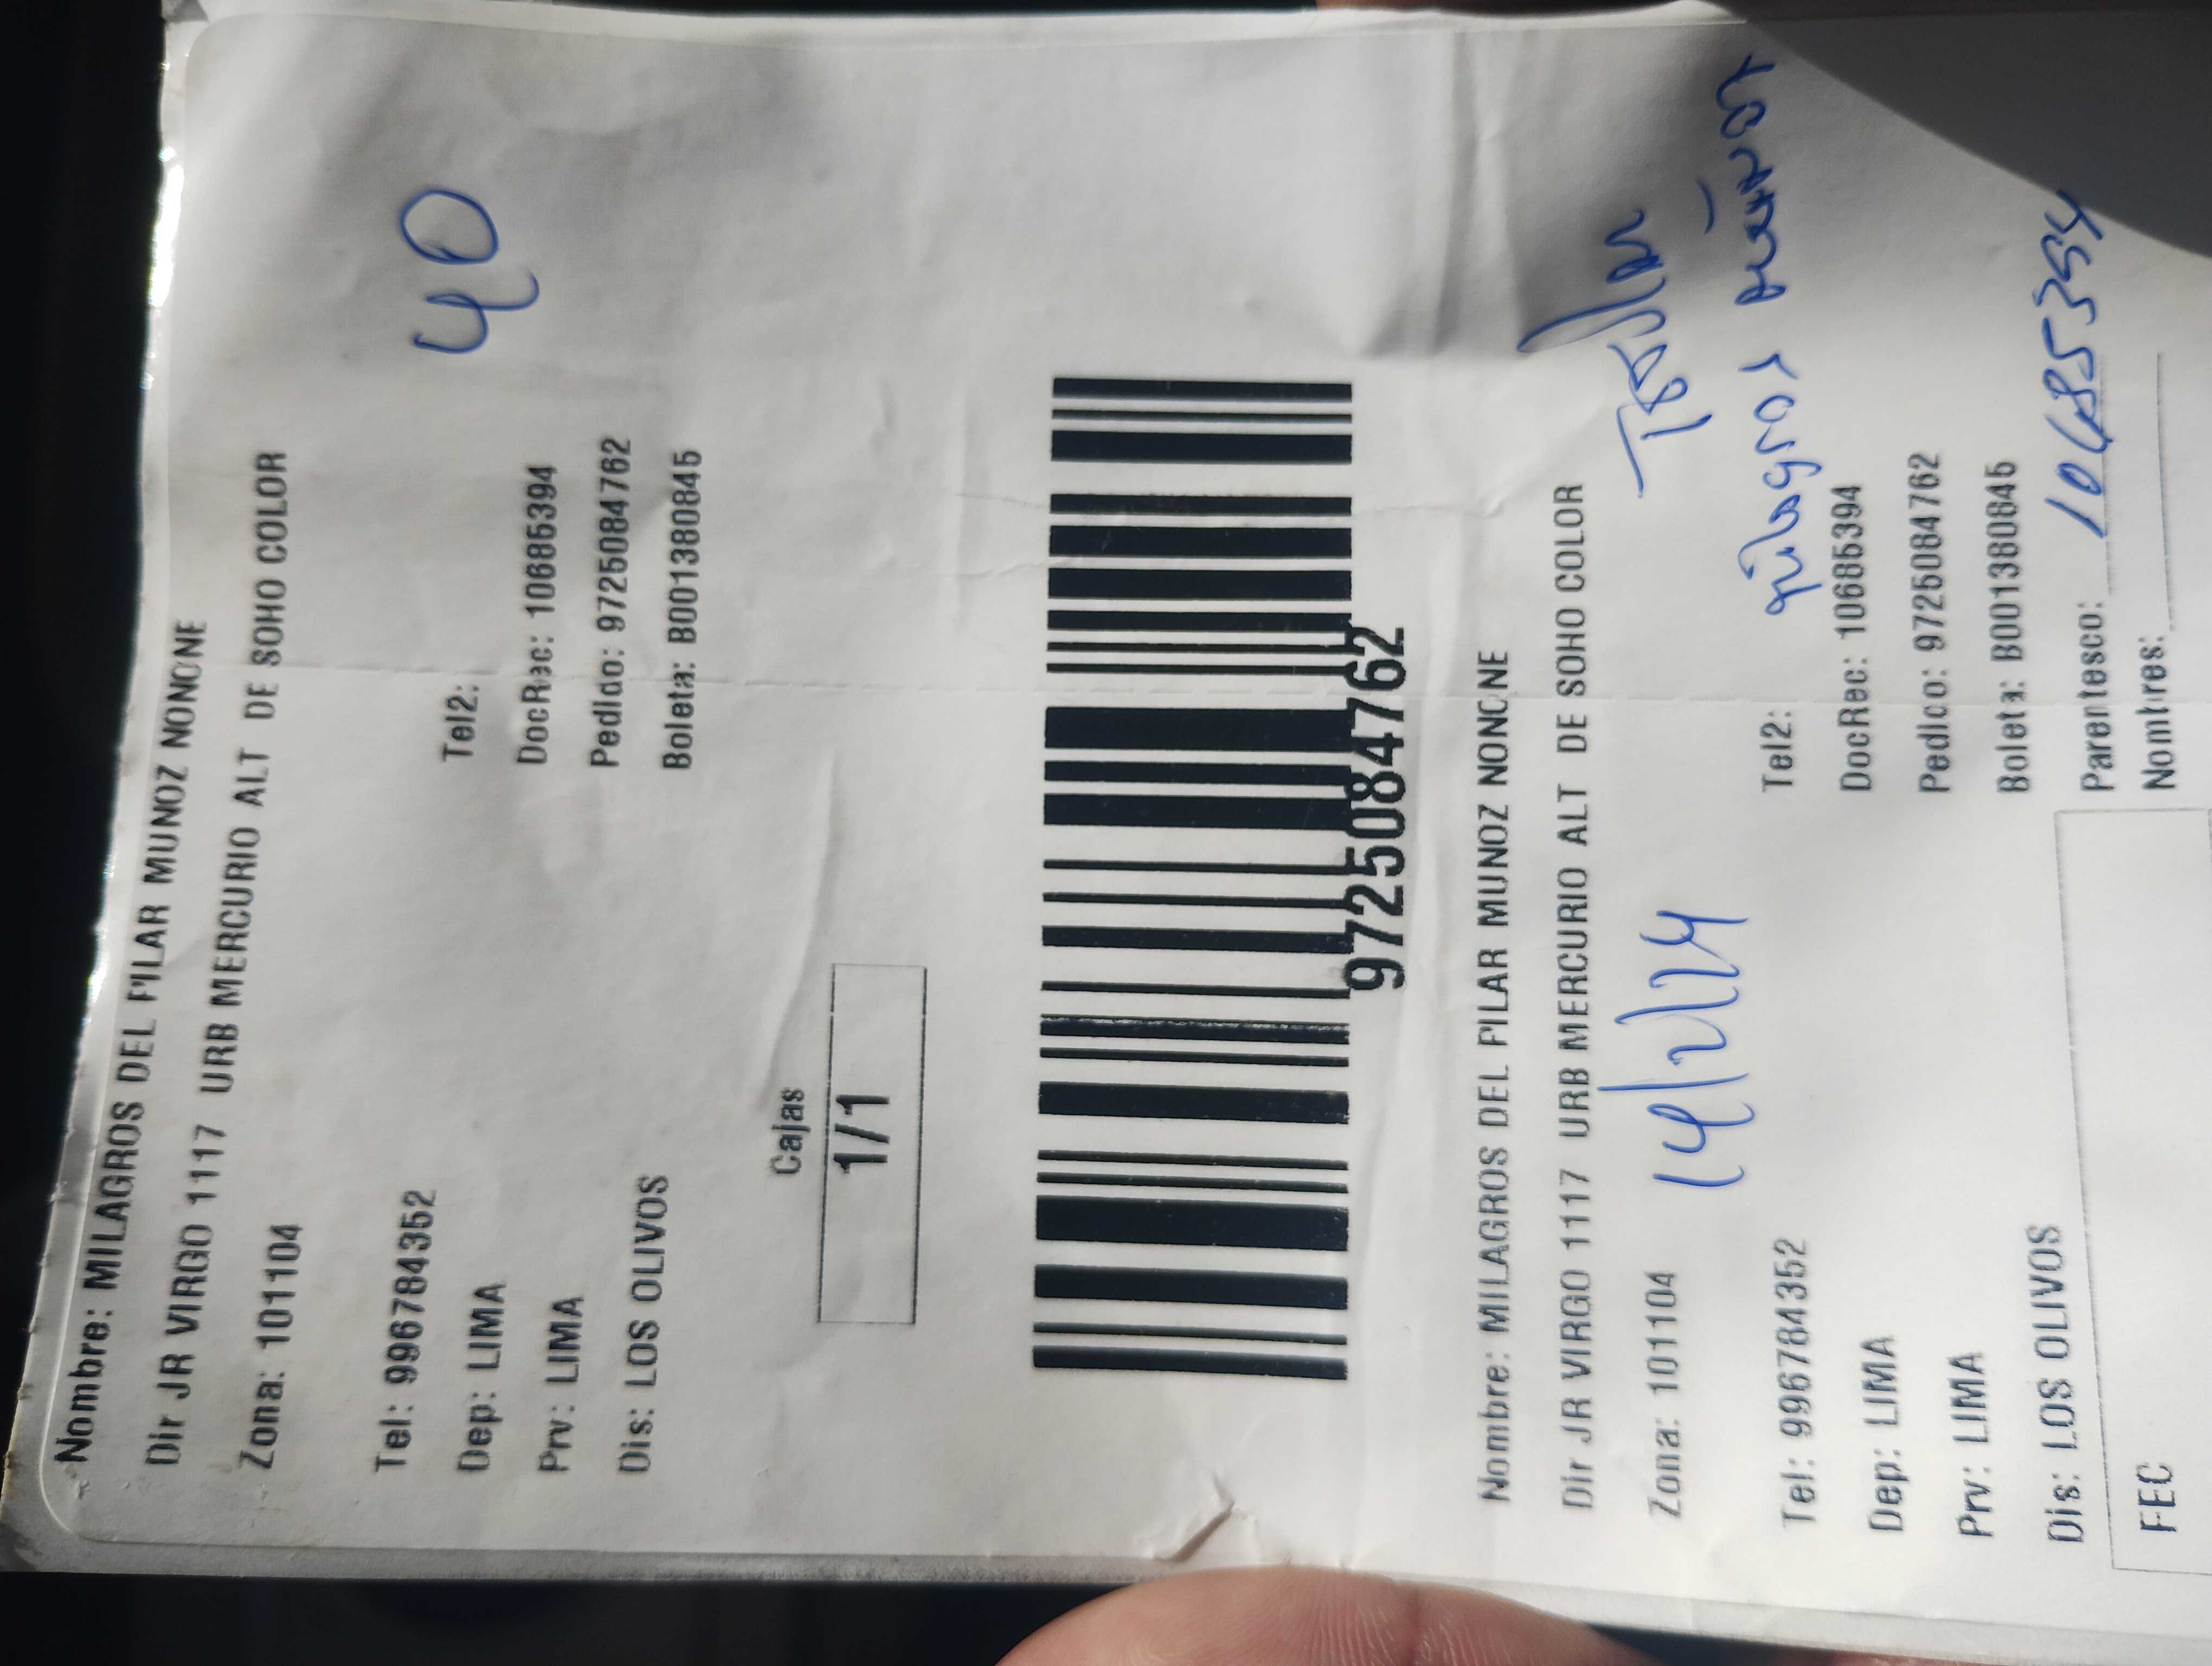 Nombre: MILAGROS DEL PILAR MUNOZ NONONE
Dir JR VIRGO 1117 URB MERCURIO ALT DE SOHO COLOR
Zona: 101104
40
Tel: 996784352 Tel2:
Dep: LIMA DocRec: 10685394
Prv: LIMA Pedido: 9725084762
Dis: LOS OLIVOS Boleta: B001380845
Cajas
1/1
9725084762
Nombre: MILAGROS DEL PILAR MUNOZ NONONE
Dir JR VIRGO 1117 URB MERCURIO ALT DE SOHO COLOR
Zona: 101104 14/2/24
Tel: 996784352 Tel2: Milagros Muñoz
Dep: LIMA DocRec: 10685394
Prv: LIMA Pedido: 9725084762
Dis: LOS OLIVOS Boleta: B001380845
Parentesco: 10685394
FEC Nombres: